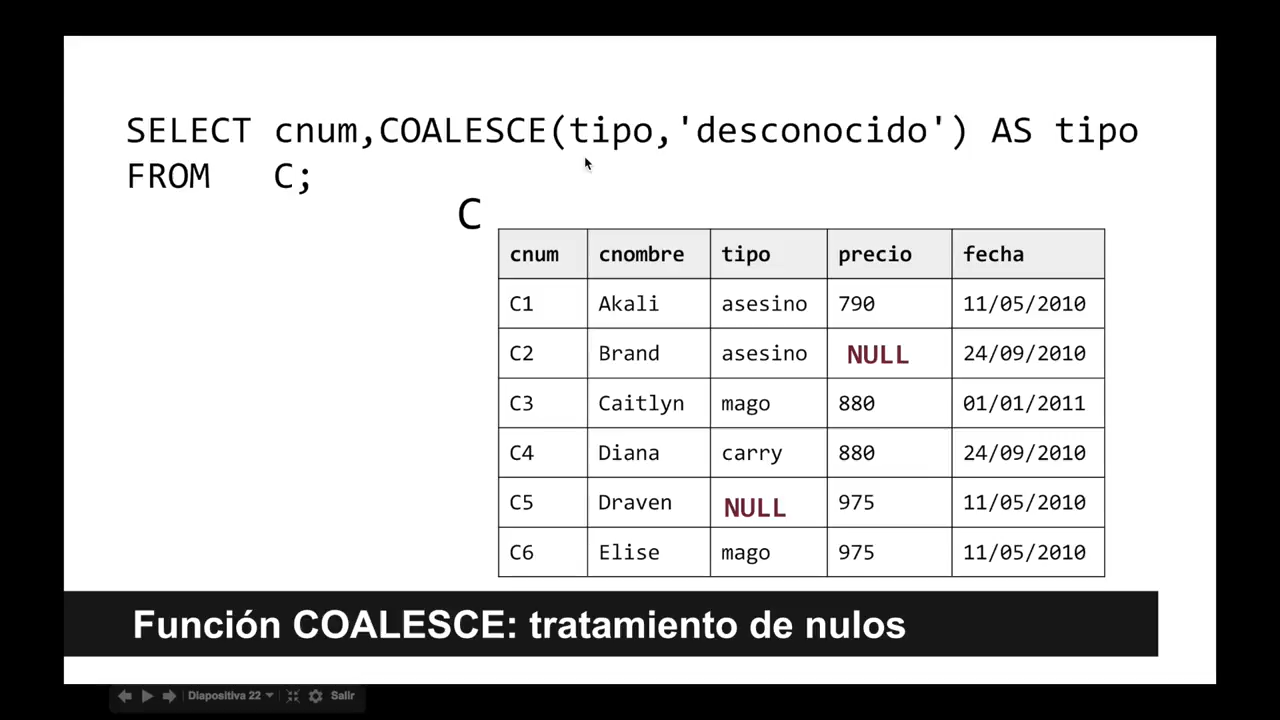 SELECT cnum,COALESCE(tipo,'desconocido') AS tipo
FROM C;
C
cnum cnombre tipo precio fecha
C1 Akali asesino 790 11/05/2010
C2 Brand asesino NULL 24/09/2010
C3 Caitlyn mago 880 01/01/2011
C4 Diana carry 880 24/09/2010
C5 Draven NULL 975 11/05/2010
C6 Elise mago 975 11/05/2010
Función COALESCE: tratamiento de nulos
Diapositiva 22 Salir